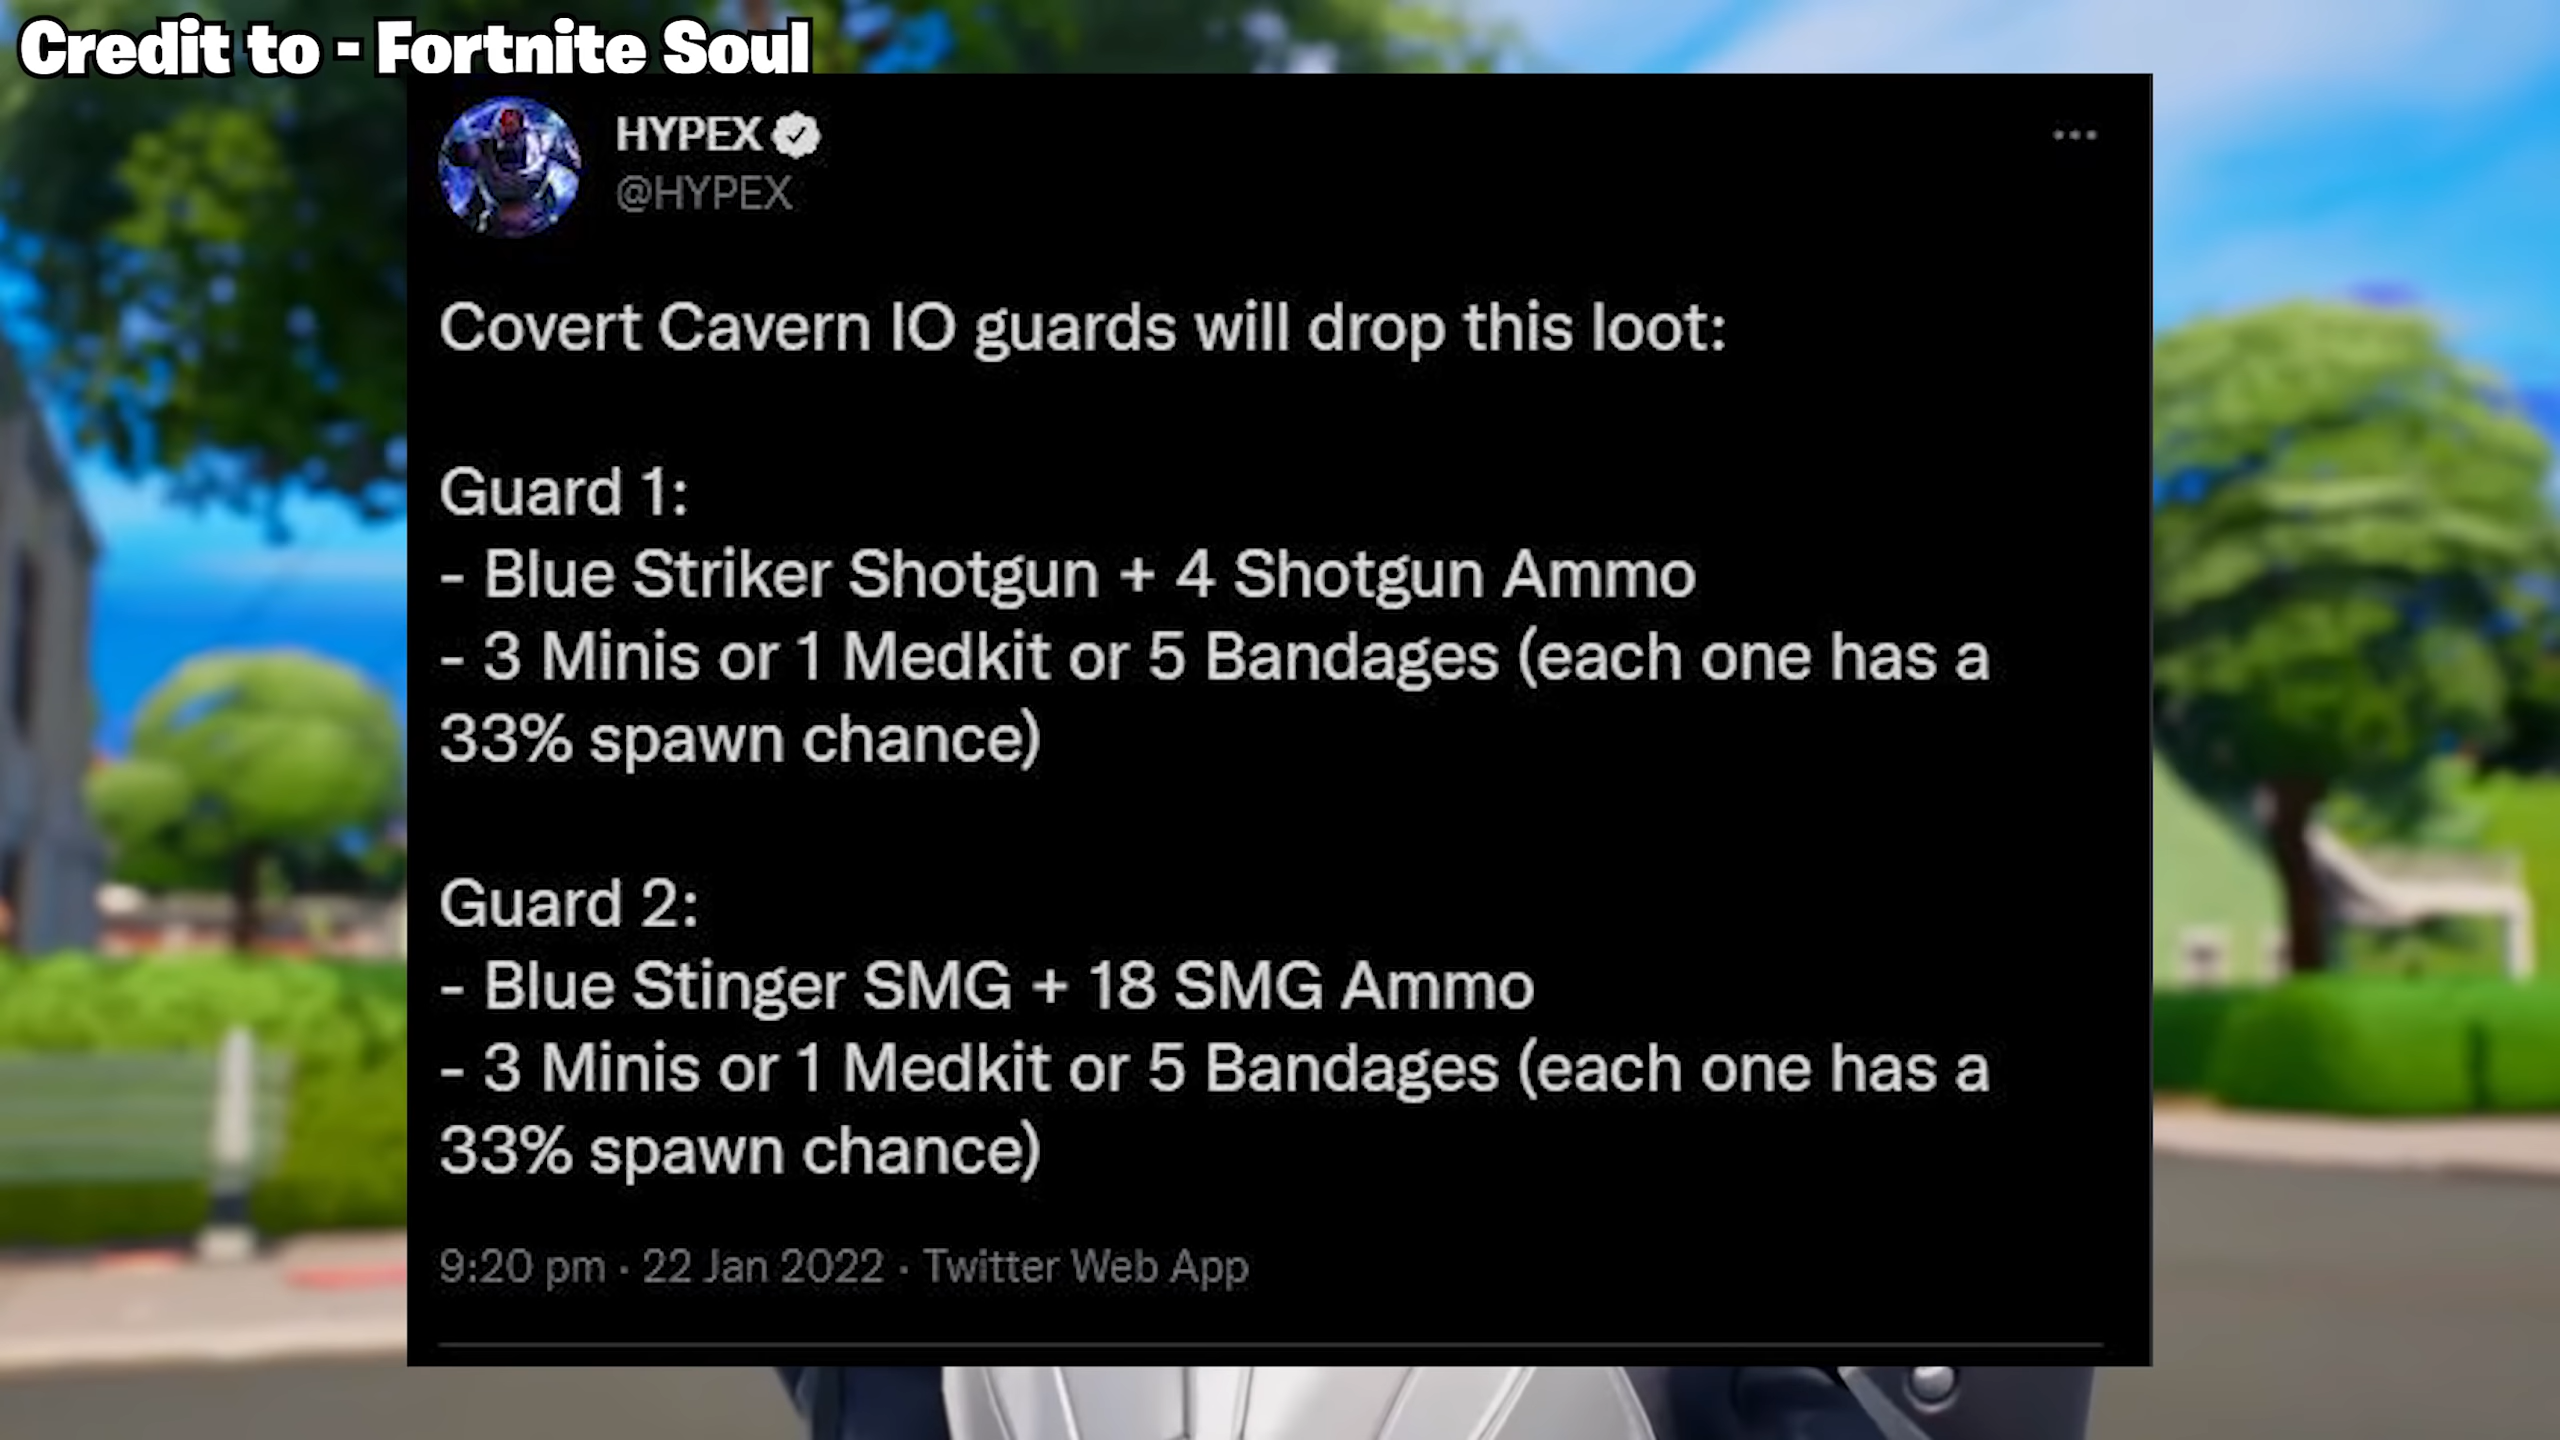 Credit to - Fortnite Soul
HYPEX
@HYPEX
Covert Cavern IO guards will drop this loot:
Guard 1:
- Blue Striker Shotgun + 4 Shotgun Ammo
- 3 Minis or 1 Medkit or 5 Bandages (each one has a
33% spawn chance)
Guard 2:
- Blue Stinger SMG + 18 SMG Ammo
- 3 Minis or 1 Medkit or 5 Bandages (each one has a
33% spawn chance)
9:20 pm · 22 Jan 2022 · Twitter Web App